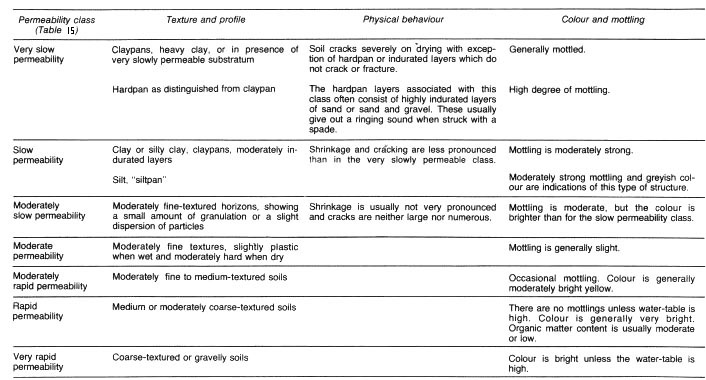 Permeability class Texture and profile Physical behaviour Colour and mottling
(Table 15)
Very slow permeability
Claypans, heavy clay, or in presence of
very slowly permeable substratum
Soil cracks severely on drying with excep-
tion of hardpan or indurated layers which do
not crack or fracture.
Generally mottled.
Hardpan as distinguished from claypan
The hardpan layers associated with this
class often consist of highly indurated layers
of sand or sand and gravel. These usually
give out a ringing sound when struck with a
spade.
High degree of mottling.
Slow
permeability
Clay or silly clay, claypans, moderately in-
durated layers
Shrinkage and cracking are less pronounced
than in the very slowly permeable class.
Mottling is moderately strong.
Silt, "siltpan"
Moderately strong mottling and greyish col-
our are indications of this type of structure.
Moderately
slow permeability
Moderately fine-textured horizons, showing
a small amount of granulation or a slight
dispersion of particles
Shrinkage is usually not very pronounced
and cracks are neither large nor numerous.
Mottling is moderate, but the colour is
brighter than for the slow permeability class.
Moderate
permeability
Moderately fine textures, slightly plastic
when wet and moderately hard when dry
Mottling is generally slight.
Moderately
rapid permeability
Moderately fine to medium-textured soils
Occasional mottling. Colour is generally
moderately bright yellow.
Rapid
permeability
Medium or moderately coarse-textured soils
There are no mottlings unless water-table is
high. Colour is generally very bright.
Organic matter content is usually moderate
or low.
Very rapid
permeability
Coarse-textured or gravelly soils
Colour is bright unless the water-table is
high.